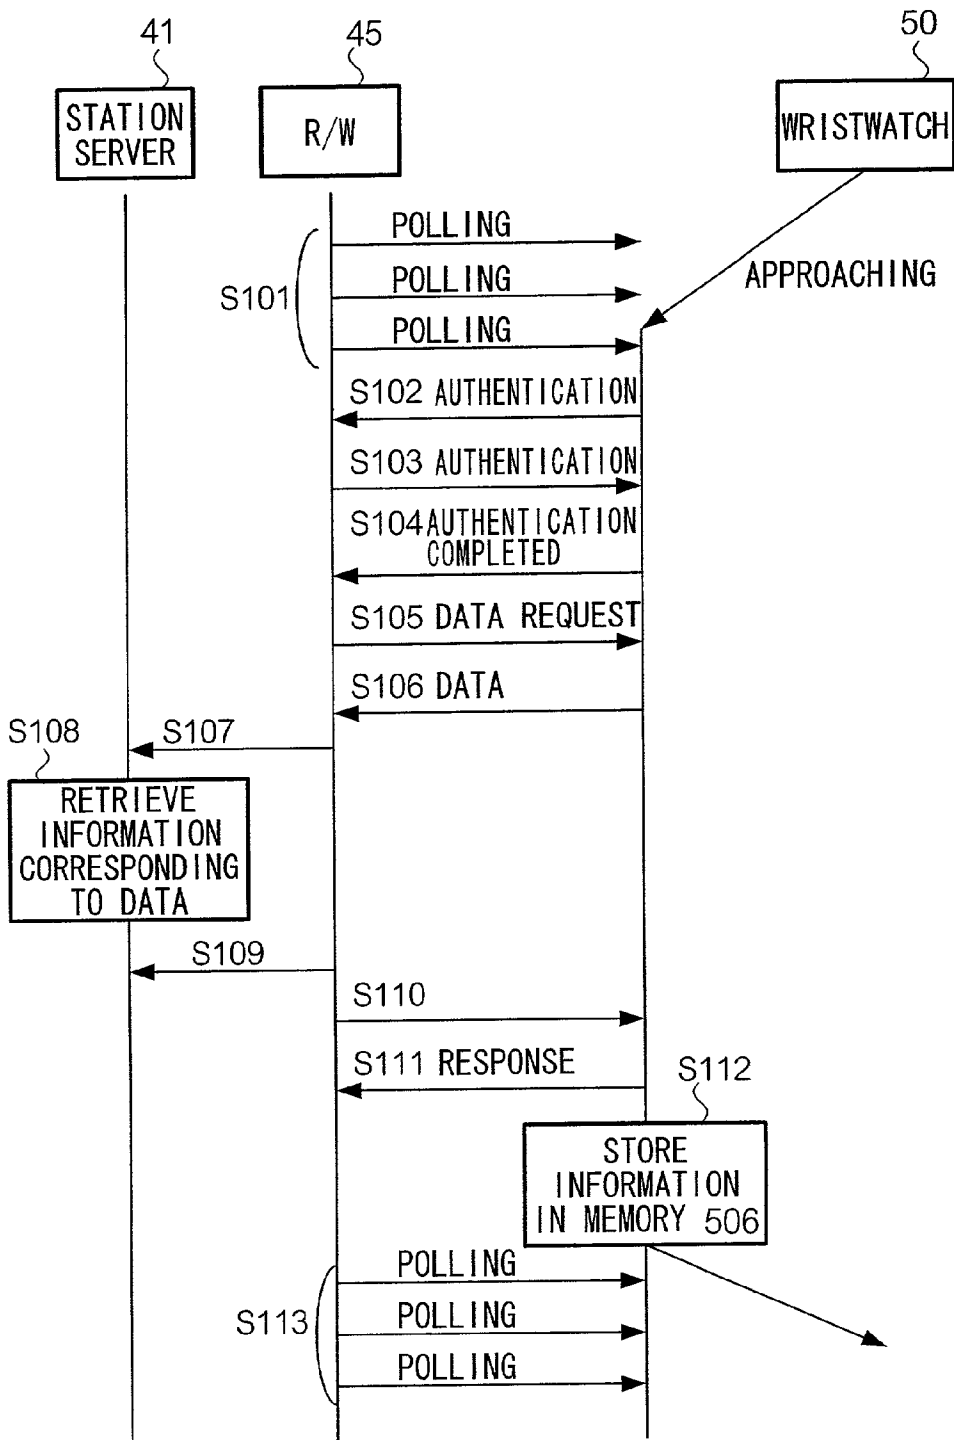 41
45
50
STATION
SERVER
R/W
WRISTWATCH
POLLING
APPROACHING
POLLING
S101
POLLING
S102 AUTHENTICATION
S103 AUTHENTICATION
S104 AUTHENTICATION
COMPLETED
S105 DATA REQUEST
S106 DATA
S107
S108
RETRIEVE
INFORMATION
CORRESPONDING
TO DATA
S109
S110
S111 RESPONSE
S112
STORE
INFORMATION
IN MEMORY 506
POLLING
S113
POLLING
POLLING